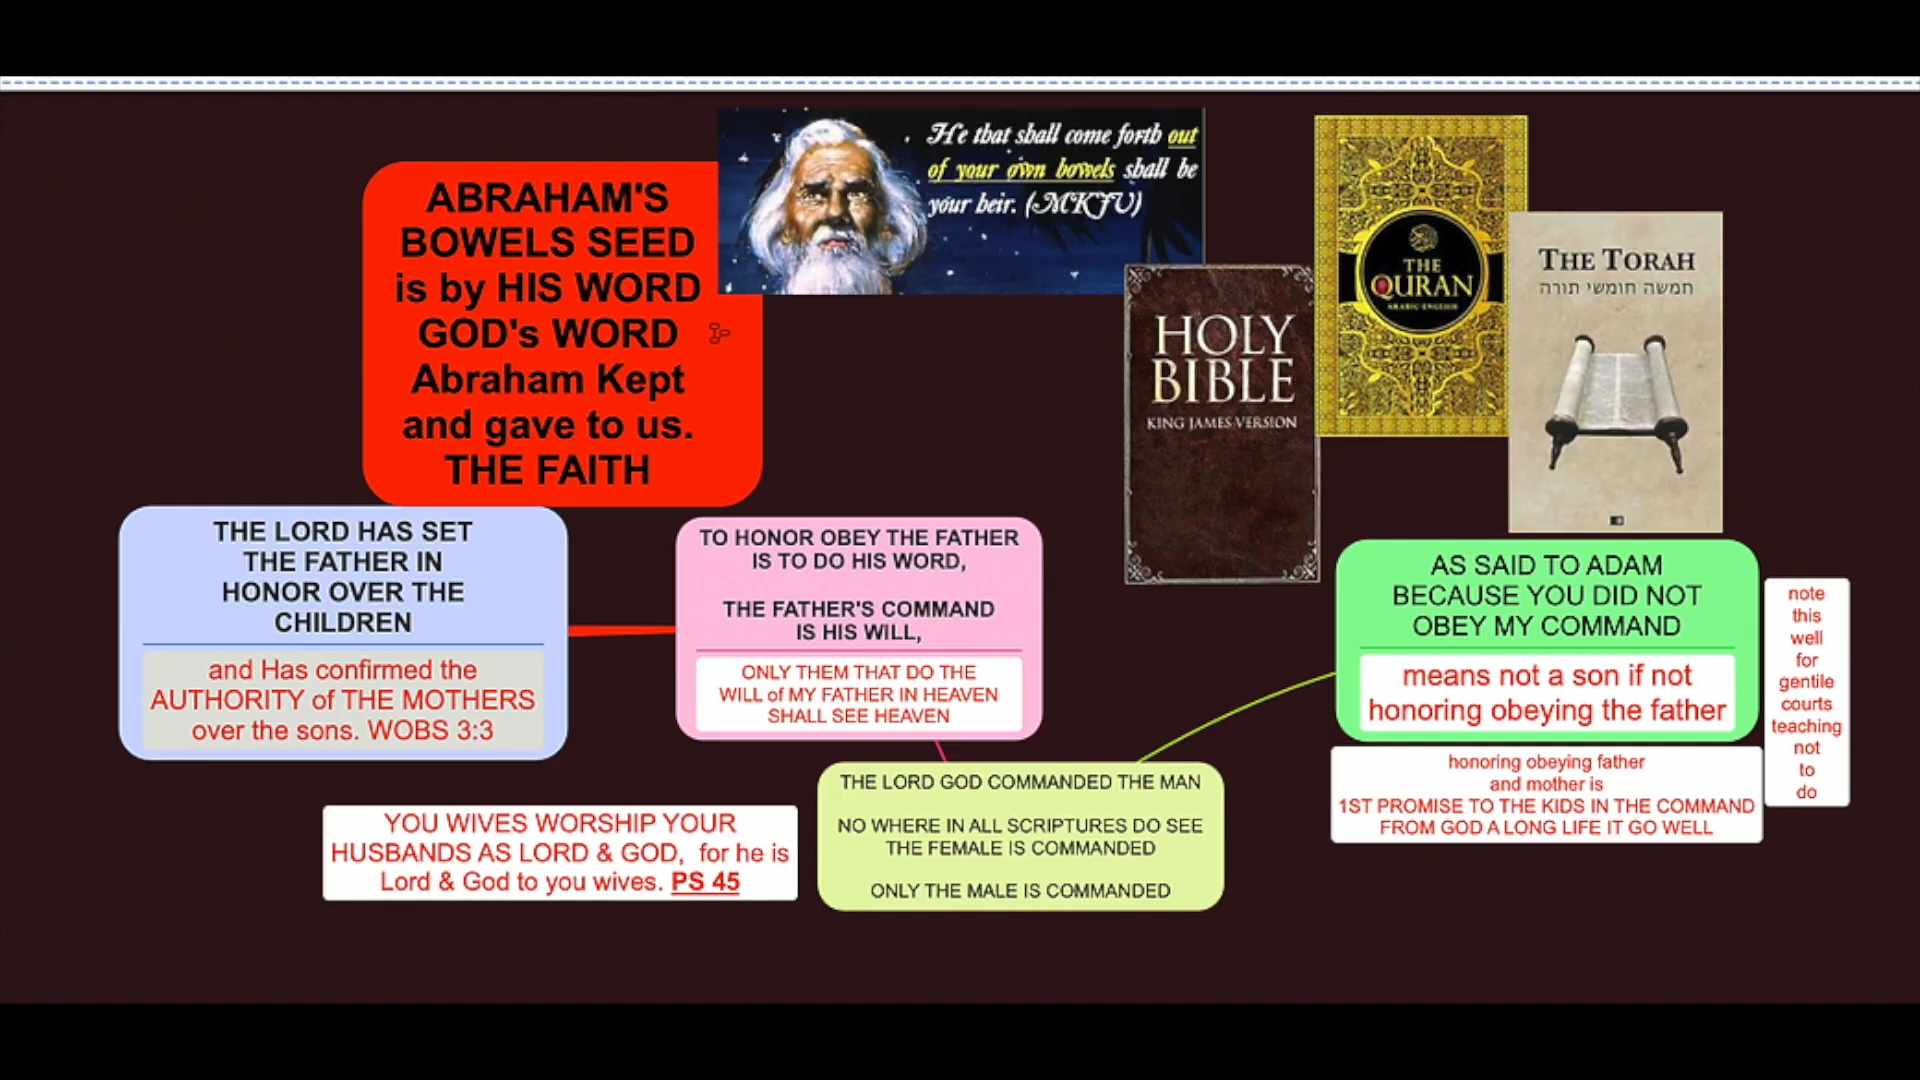 He that shall come forth out
of your own bowels shall be
your heir. (MKJV)
ABRAHAM'S
BOWELS SEED
is by HIS WORD
GOD's WORD
Abraham Kept
and gave to us.
THE FAITH
THE
QURAN
ARABIC-ENGLISH
THE TORAH
חמשה חומשי תורה
HOLY
BIBLE
KING JAMES VERSION
THE LORD HAS SET
THE FATHER IN
HONOR OVER THE
CHILDREN
and Has confirmed the
AUTHORITY of THE MOTHERS
over the sons. WOBS 3:3
TO HONOR OBEY THE FATHER
IS TO DO HIS WORD,
THE FATHER'S COMMAND
IS HIS WILL,
ONLY THEM THAT DO THE
WILL of MY FATHER IN HEAVEN
SHALL SEE HEAVEN
AS SAID TO ADAM
BECAUSE YOU DID NOT
OBEY MY COMMAND
means not a son if not
honoring obeying the father
note
this
well
for
gentile
courts
teaching
not
to
do
honoring obeying father
and mother is
1ST PROMISE TO THE KIDS IN THE COMMAND
FROM GOD A LONG LIFE IT GO WELL
THE LORD GOD COMMANDED THE MAN
NO WHERE IN ALL SCRIPTURES DO SEE
THE FEMALE IS COMMANDED
ONLY THE MALE IS COMMANDED
YOU WIVES WORSHIP YOUR
HUSBANDS AS LORD & GOD, for he is
Lord & God to you wives. PS 45